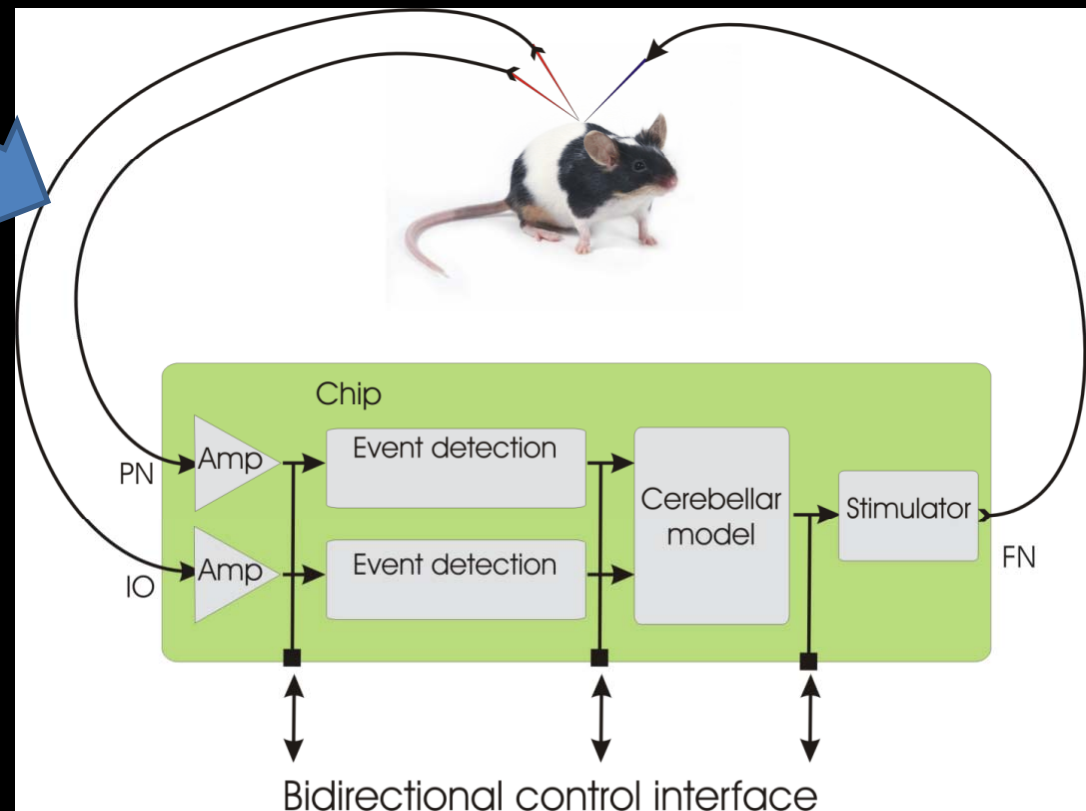 Chip
PN
Amp
Event detection
Cerebellar
model
Stimulator
FN
IO
Amp
Event detection
Bidirectional control interface